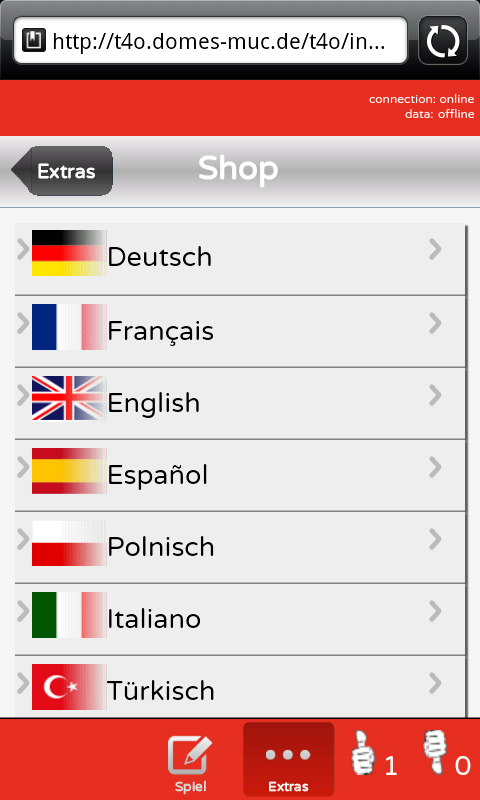 http://t4o.domes-muc.de/t4o/in...
connection: online
data: offline
Extras
Shop
Deutsch
Français
English
Español
Polnisch
Italiano
Türkisch
Spiel
Extras
1
0